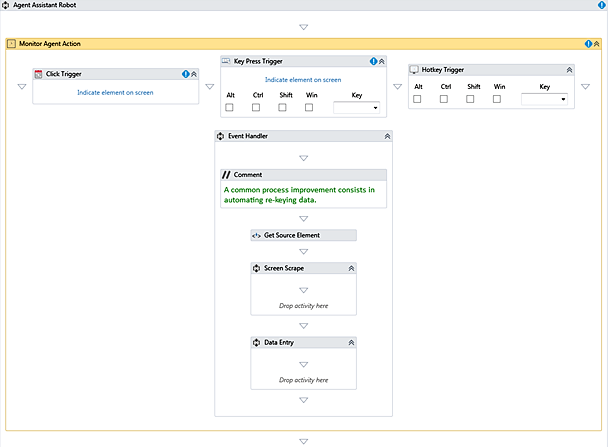 Agent Assistant Robot
Monitor Agent Action
Click Trigger
Indicate element on screen
Key Press Trigger
Indicate element on screen
Alt Ctrl Shift Win Key
Hotkey Trigger
Alt Ctrl Shift Win Key
Event Handler
// Comment
A common process improvement consists in
automating re-keying data.
Get Source Element
Screen Scrape
Drop activity here
Data Entry
Drop activity here